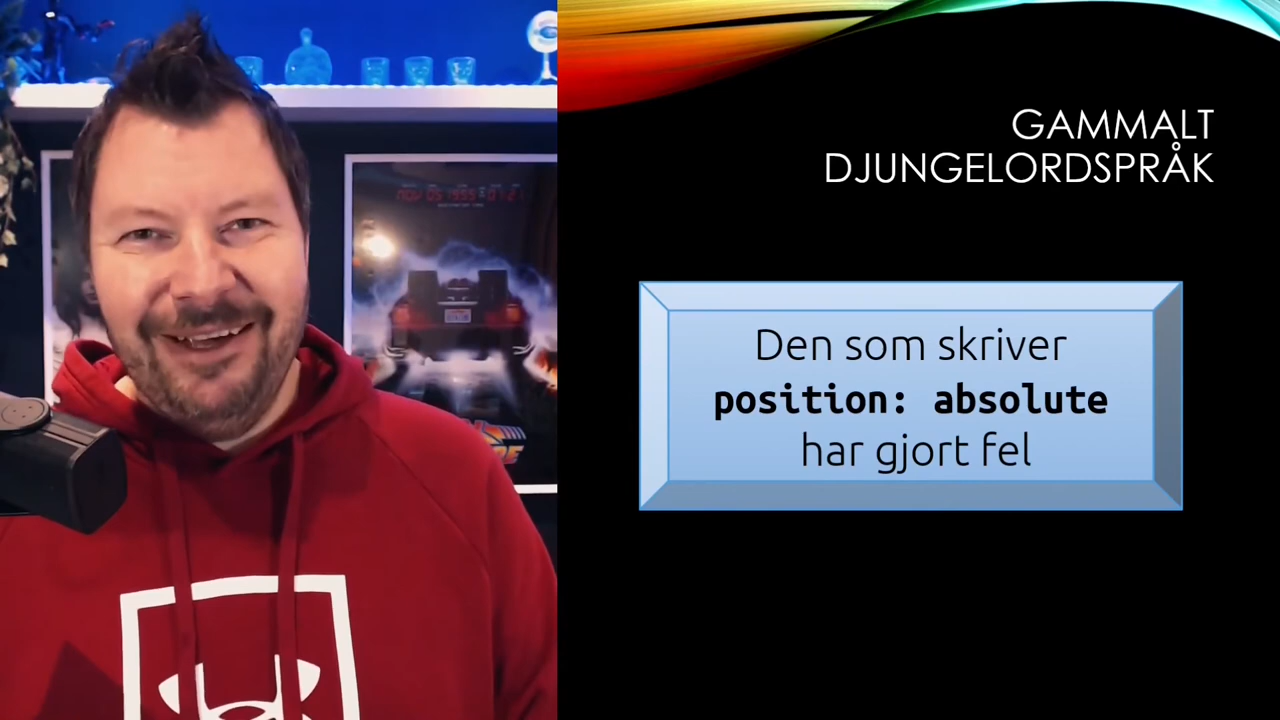 GAMMALT
DJUNGELORDSPRÅK
Den som skriver
position: absolute
har gjort fel